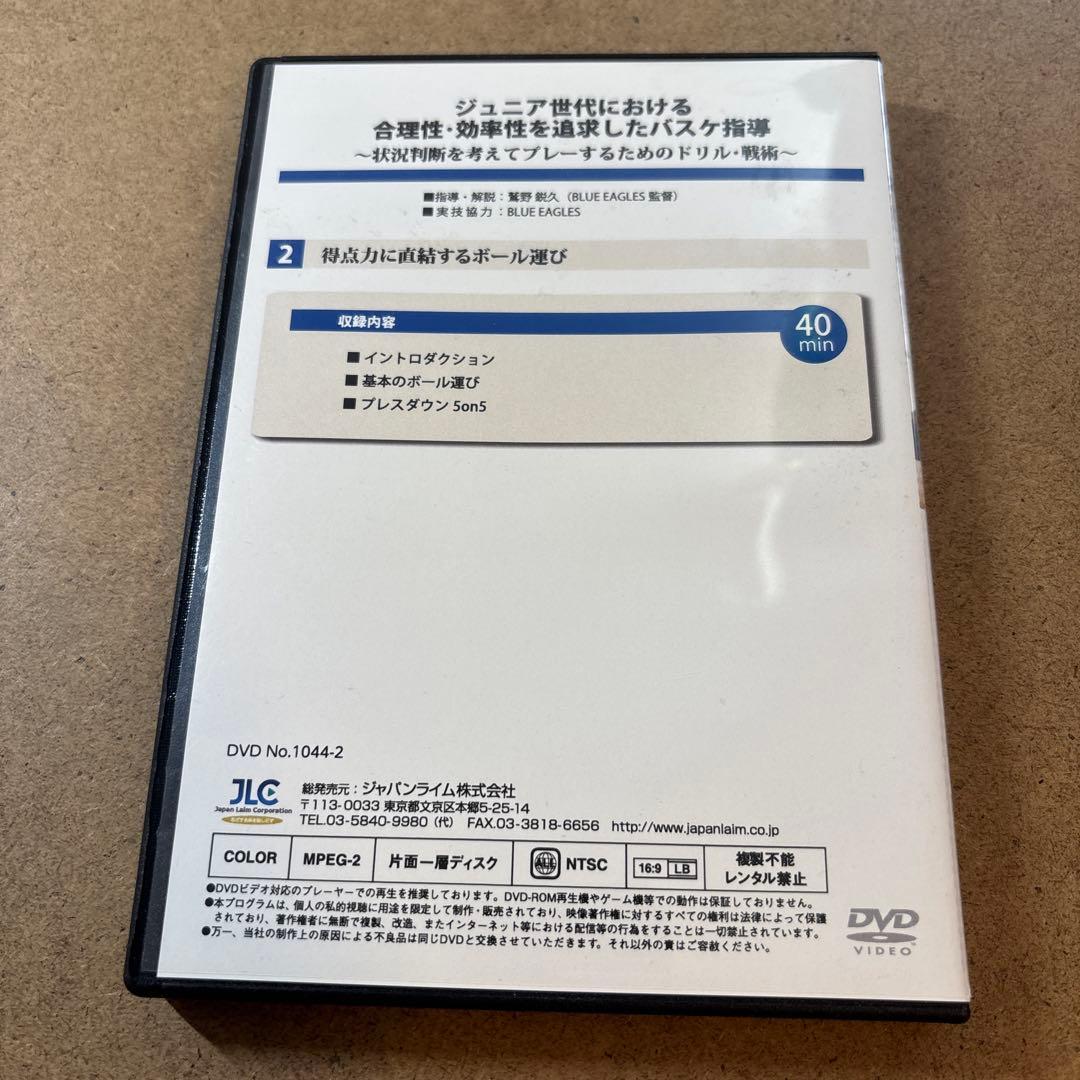 ジュニア世代における
合理性・効率性を追求したバスケ指導
～状況判断を考えてプレーするためのドリル・戦術～
■指導・解説：鷲野 鋭久（BLUE EAGLES 監督）
■実技協力：BLUE EAGLES
2 得点力に直結するボール運び
収録内容
40
min
■ イントロダクション
■ 基本のボール運び
■ プレスダウン 5on5
DVD No.1044-2
JLC
Japan Laim Corporation
総発売元：ジャパンライム株式会社
〒113-0033 東京都文京区本郷5-25-14
TEL.03-5840-9980（代） FAX.03-3818-6656 http://www.japanlaim.co.jp
COLOR MPEG-2 片面一層ディスク ALL NTSC 16:9 LB 複製不能
レンタル禁止
●DVDビデオ対応のプレーヤーでの再生を推奨しております。DVD-ROM再生機やゲーム機等での動作は保証しておりません。
●本プログラムは、個人の私的視聴に用途を限定して制作・販売されており、映像著作権に対するすべての権利は法律によって保護
されており、著作権者に無断で複製、改造、またインターネット等における配信等の行為をすることは一切禁止されています。
●万一、当社の制作上の原因による不良品は同じDVDと交換させていただきます。それ以外の責はご容赦ください。
DVD
VIDEO